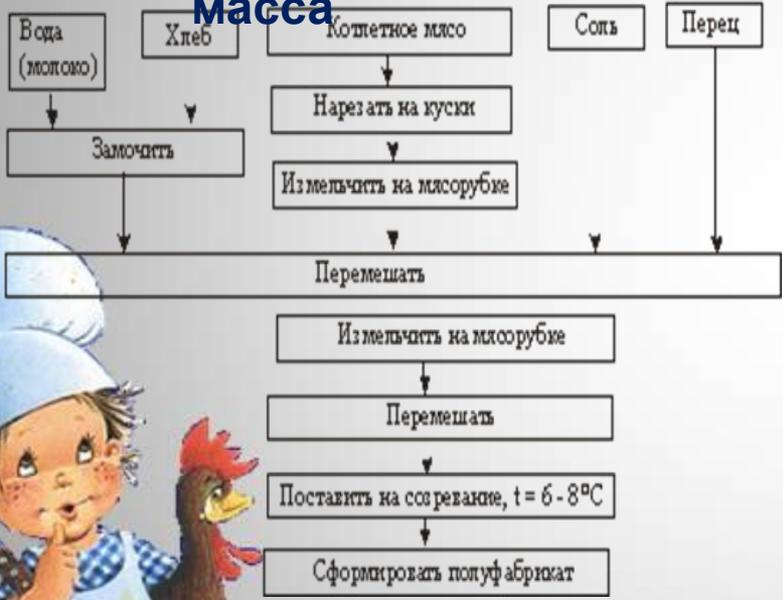 масса
Вода
(молоко)
Хлеб
Котлетное мясо
Соль
Перец
Нарезать на куски
Замочить
Измельчить на мясорубке
Перемешать
Измельчить на мясорубке
Перемешать
Поставить на созревание, t = 6 - 8°C
Сформировать полуфабрикат